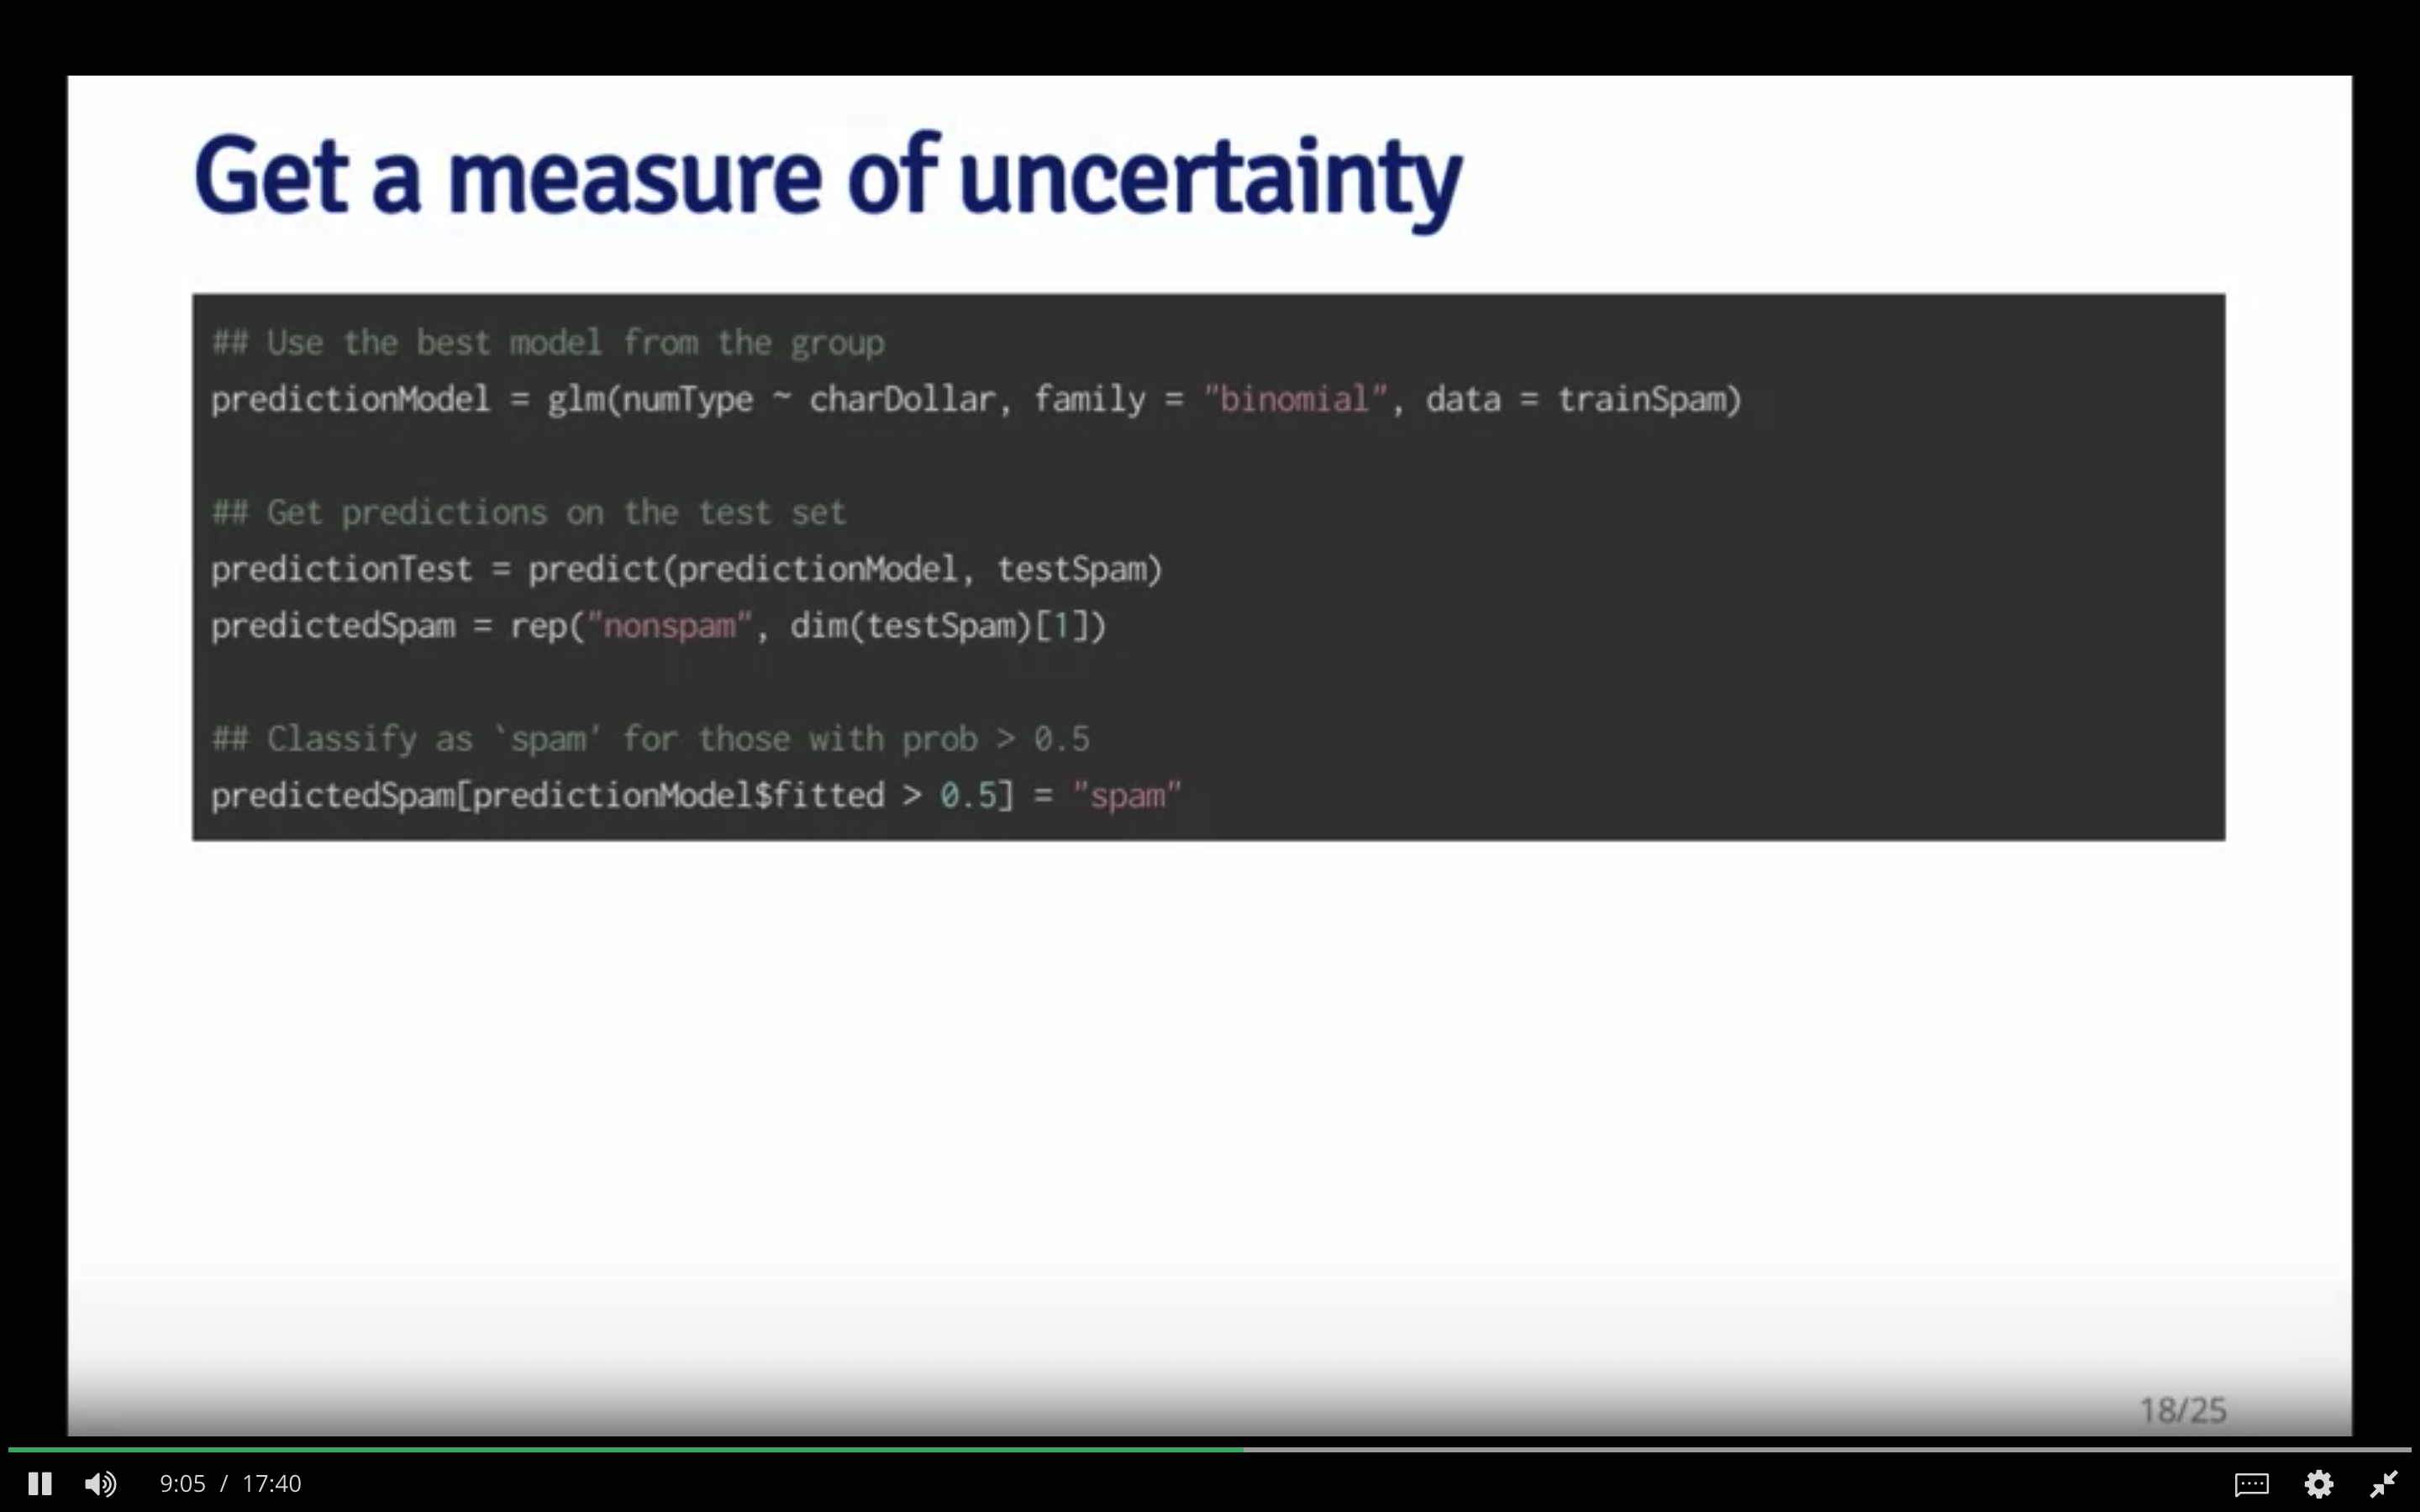 Get a measure of uncertainty
## Use the best model from the group
predictionModel = glm(numType ~ charDollar, family = "binomial", data = trainSpam)
## Get predictions on the test set
predictionTest = predict(predictionModel, testSpam)
predictedSpam = rep("nonspam", dim(testSpam)[1])
## Classify as `spam' for those with prob > 0.5
predictedSpam[predictionModel$fitted > 0.5] = "spam"
18/25
9:05 / 17:40